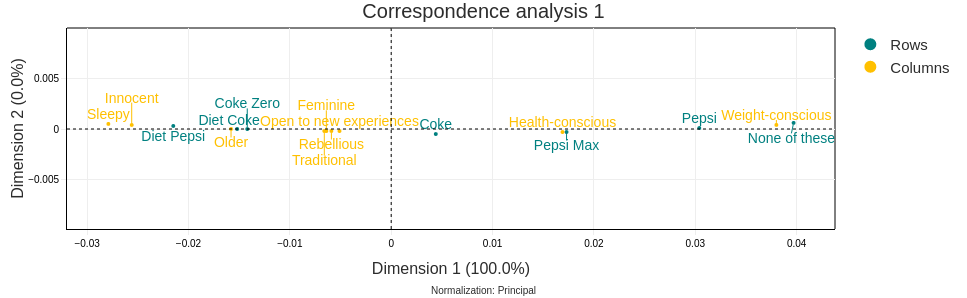 Correspondence analysis 1
Rows
Columns
Dimension 2 (0.0%)
0.005
0
−0.005
Innocent
Sleepy
Diet Pepsi
Coke Zero
Diet Coke
Older
Feminine
Open to new experiences
Rebellious
Traditional
Coke
Health-conscious
Pepsi Max
Pepsi
Weight-conscious
None of these
−0.03
−0.02
−0.01
0
0.01
0.02
0.03
0.04
Dimension 1 (100.0%)
Normalization: Principal